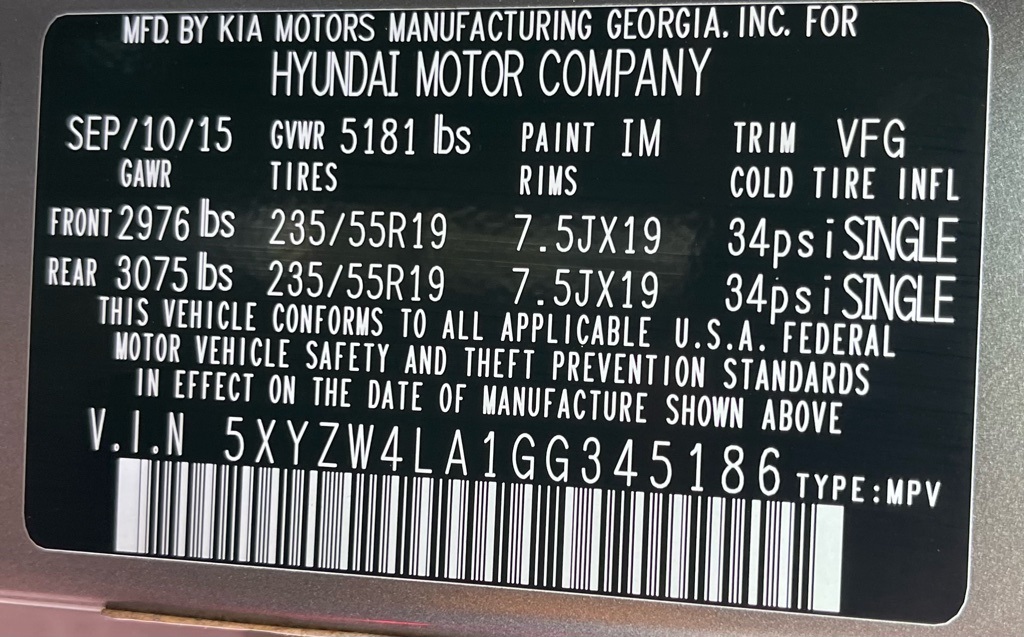 MFD. BY KIA MOTORS MANUFACTURING GEORGIA. INC. FOR
HYUNDAI MOTOR COMPANY
SEP/10/15 GVWR 5181 lbs PAINT IM TRIM VFG
GAWR TIRES RIMS COLD TIRE INFL
FRONT 2976 lbs 235/55R19 7.5JX19 34psi SINGLE
REAR 3075 lbs 235/55R19 7.5JX19 34psi SINGLE
THIS VEHICLE CONFORMS TO ALL APPLICABLE U.S.A. FEDERAL
MOTOR VEHICLE SAFETY AND THEFT PREVENTION STANDARDS
IN EFFECT ON THE DATE OF MANUFACTURE SHOWN ABOVE
V.I.N 5XYZW4LA1GG345186 TYPE:MPV